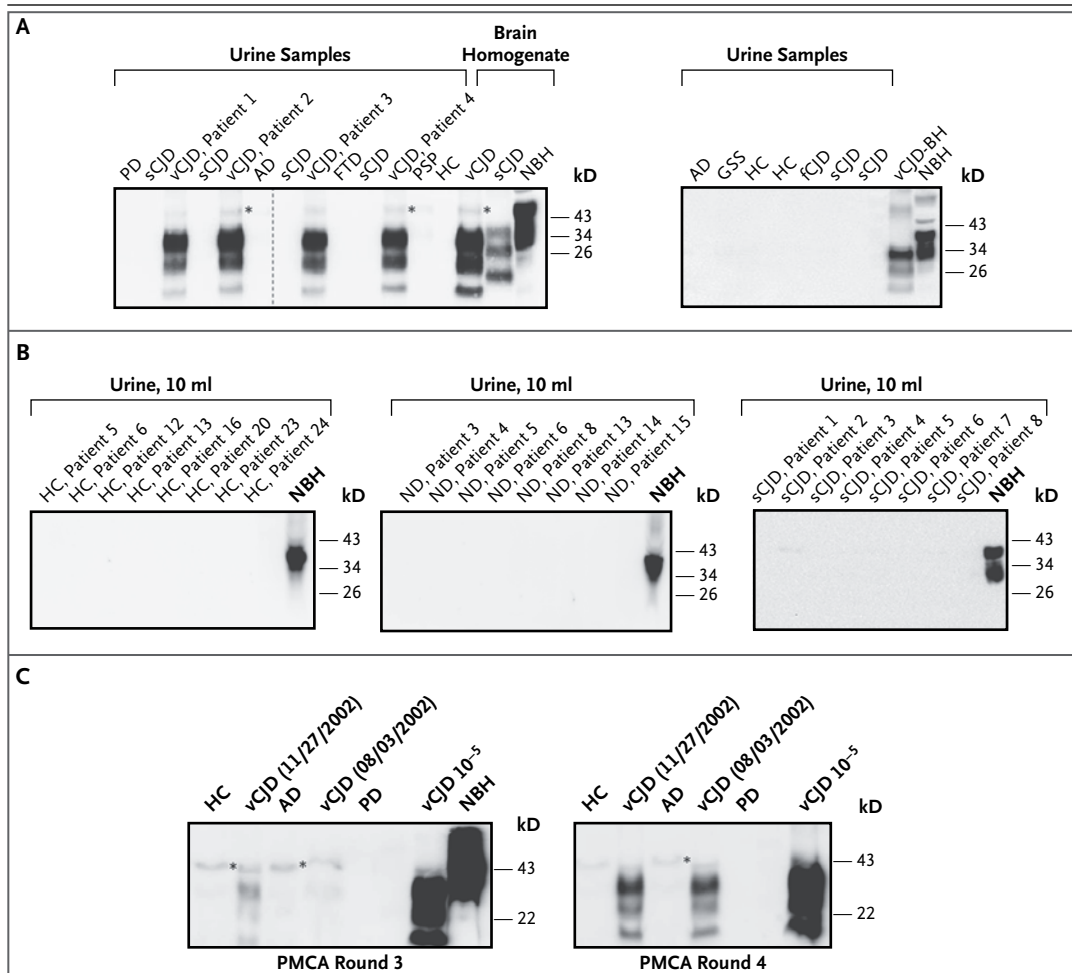 A
Urine Samples
Brain
Homogenate
PD
sCJD
vCJD, Patient 1
sCJD
vCJD, Patient 2
AD
sCJD
vCJD, Patient 3
FTD
sCJD
vCJD, Patient 4
PSP
HC
vCJD
sCJD
NBH
kD
43
34
26
*
*
*
Urine Samples
AD
GSS
HC
HC
fCJD
sCJD
sCJD
vCJD-BH
NBH
kD
43
34
26
B
Urine, 10 ml
HC, Patient 5
HC, Patient 6
HC, Patient 12
HC, Patient 13
HC, Patient 16
HC, Patient 20
HC, Patient 23
HC, Patient 24
NBH
kD
43
34
26
Urine, 10 ml
ND, Patient 3
ND, Patient 4
ND, Patient 5
ND, Patient 6
ND, Patient 8
ND, Patient 13
ND, Patient 14
ND, Patient 15
NBH
kD
43
34
26
Urine, 10 ml
sCJD, Patient 1
sCJD, Patient 2
sCJD, Patient 3
sCJD, Patient 4
sCJD, Patient 5
sCJD, Patient 6
sCJD, Patient 7
sCJD, Patient 8
NBH
kD
43
34
26
C
HC
vCJD (11/27/2002)
AD
vCJD (08/03/2002)
PD
vCJD 10⁻⁵
NBH
kD
43
22
*
*
PMCA Round 3
HC
vCJD (11/27/2002)
AD
vCJD (08/03/2002)
PD
vCJD 10⁻⁵
kD
43
22
*
PMCA Round 4